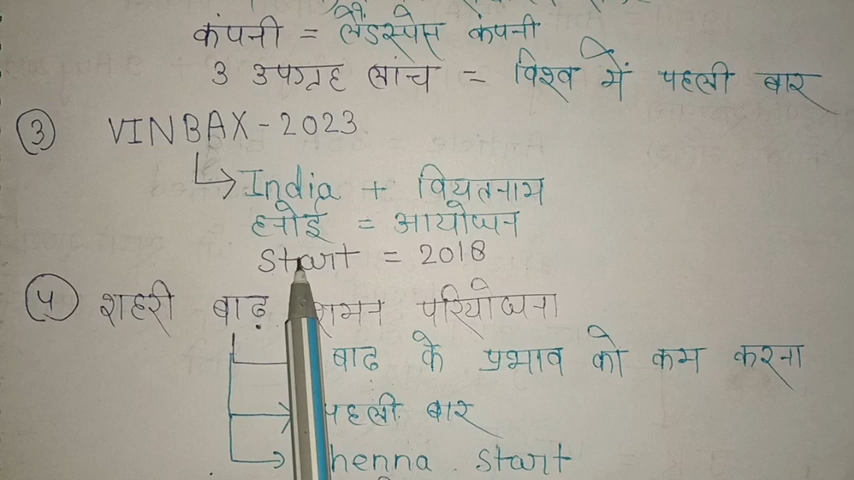 कंपनी = लैंडस्पेस कंपनी
3 उपग्रह लांच = विश्व में पहली बार
③ VINBAX-2023
India + वियतनाम
हनोई = आयोजन
Start = 2018
④ शहरी बाढ़ शमन परियोजना
बाढ के प्रभाव को कम करना
पहली बार
henna. Start